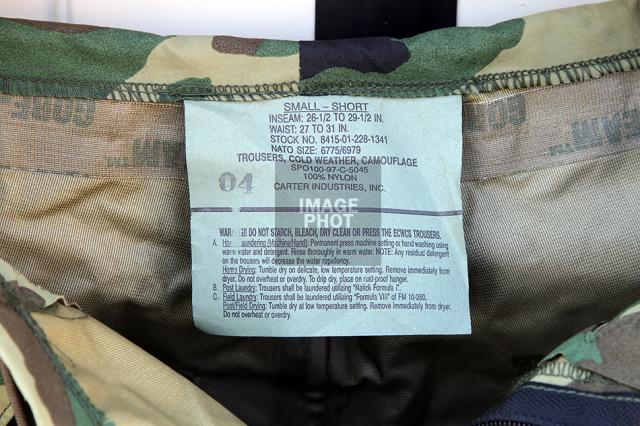 SMALL – SHORT
INSEAM: 26-1/2 TO 29-1/2 IN.
WAIST: 27 TO 31 IN.
STOCK NO. 8415-01-228-1341
NATO SIZE: 6775/6979
TROUSERS, COLD WEATHER, CAMOUFLAGE
SPO100-97-C-5045
100% NYLON
04
CARTER INDUSTRIES, INC.
IMAGE
PHOT
DO NOT STARCH, BLEACH, DRY CLEAN OR PRESS THE ECWCS TROUSERS.
A. (Machine/Hand): Permanent press machine setting or hand washing using
warm water and detergent. Rinse thoroughly in warm water. NOTE: Any residual detergent
on the trousers will decrease the water repellency.
Home Drying: Tumble dry on delicate, low temperature setting. Remove immediately from
dryer. Do not overheat or overdry. To drip dry, place on rust-proof hanger.
B. Post Laundry: Trousers shall be laundered utilizing "Natick Formula I".
C. Field Laundry: Trousers shall be laundered utilizing "Formula VIII" of FM 10-280.
Post/Field Drying: Tumble dry at low temperature setting. Remove immediately from dryer.
Do not overheat or overdry.